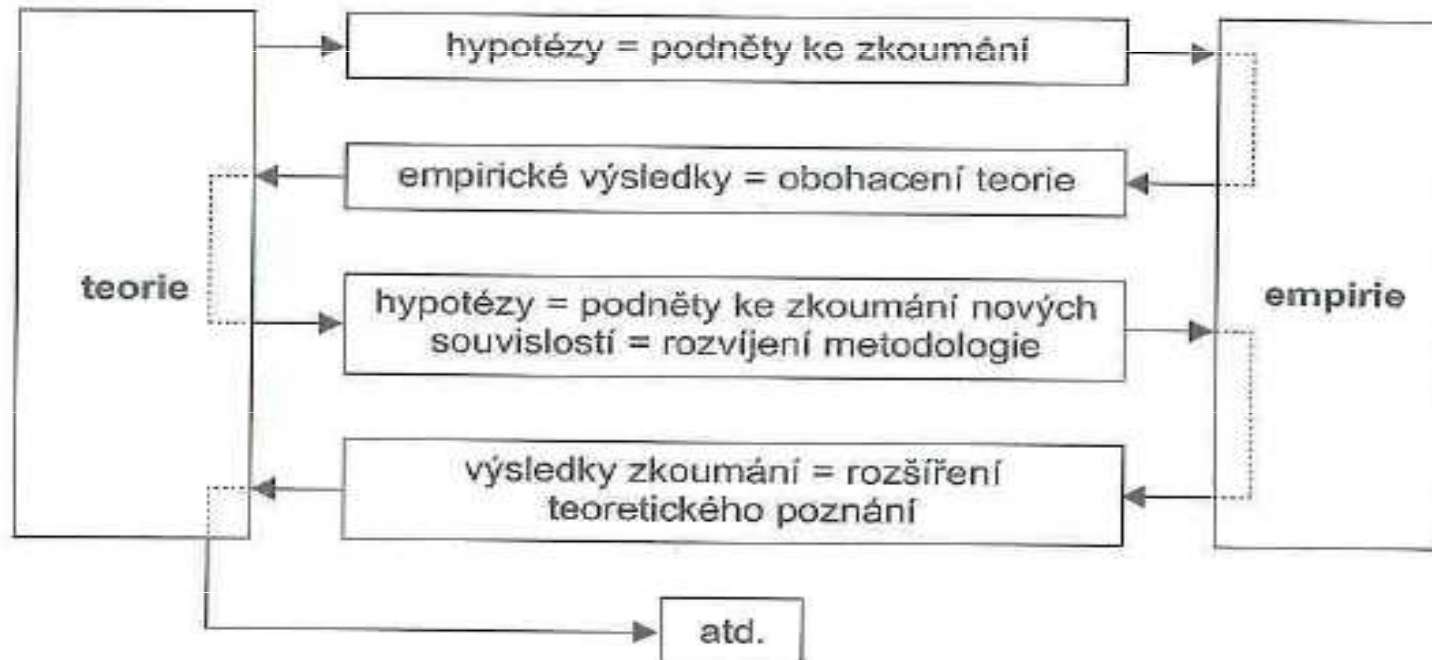 hypotézy = podněty ke zkoumání
empirické výsledky = obohacení teorie
teorie
hypotézy = podněty ke zkoumání nových
souvislostí = rozvíjení metodologie
empirie
výsledky zkoumání = rozšíření
teoretického poznání
atd.